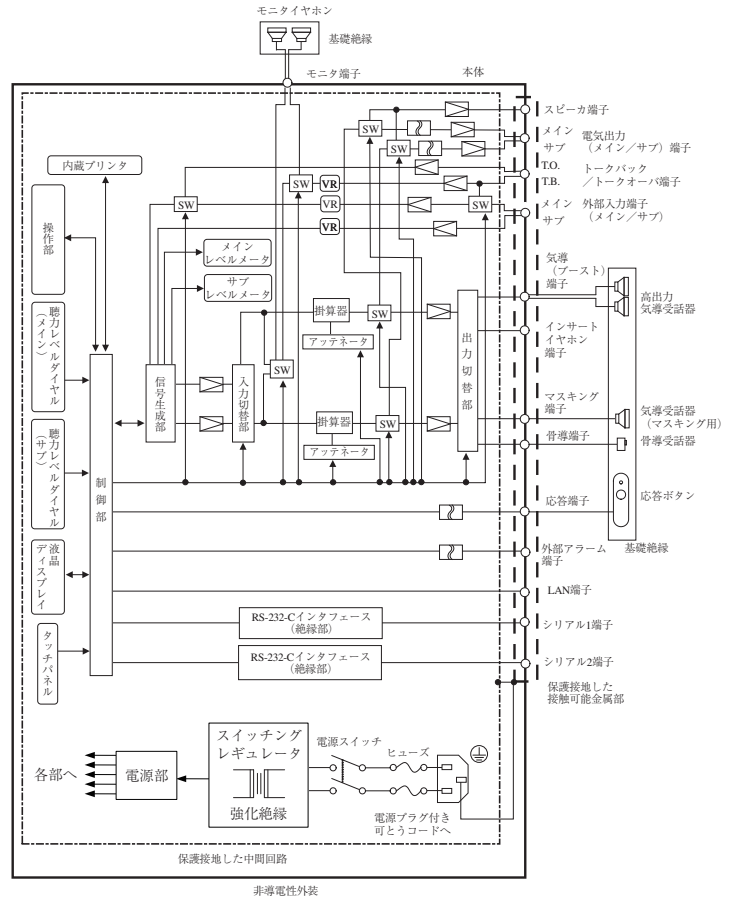 モニタイヤホン
基礎絶縁
モニタ端子
本体
スピーカ端子
メイン
サブ
電気出力
（メイン／サブ）端子
T.O.
T.B.
トークバック
／トークオーバ端子
メイン
サブ
外部入力端子
（メイン／サブ）
内蔵プリンタ
SW
SW
SW
SW
SW
VR
VR
VR
操作部
メイン
レベルメータ
サブ
レベルメータ
気導
（ブースト）
端子
高出力
気導受話器
聴力レベルダイヤル
（メイン）
掛算器
SW
アッテネータ
出力切替部
インサート
イヤホン
端子
信号生成部
入力切替部
SW
掛算器
SW
アッテネータ
マスキング
端子
気導受話器
（マスキング用）
骨導端子
骨導受話器
聴力レベルダイヤル
（サブ）
制御部
応答端子
応答ボタン
液晶
ディスプレイ
外部アラーム
端子
基礎絶縁
LAN端子
タッチパネル
RS-232-Cインタフェース
（絶縁部）
シリアル1端子
RS-232-Cインタフェース
（絶縁部）
シリアル2端子
保護接地した
接触可能金属部
各部へ
電源部
スイッチング
レギュレータ
強化絶縁
電源スイッチ
ヒューズ
電源プラグ付き
可とうコードへ
保護接地した中間回路
非導電性外装